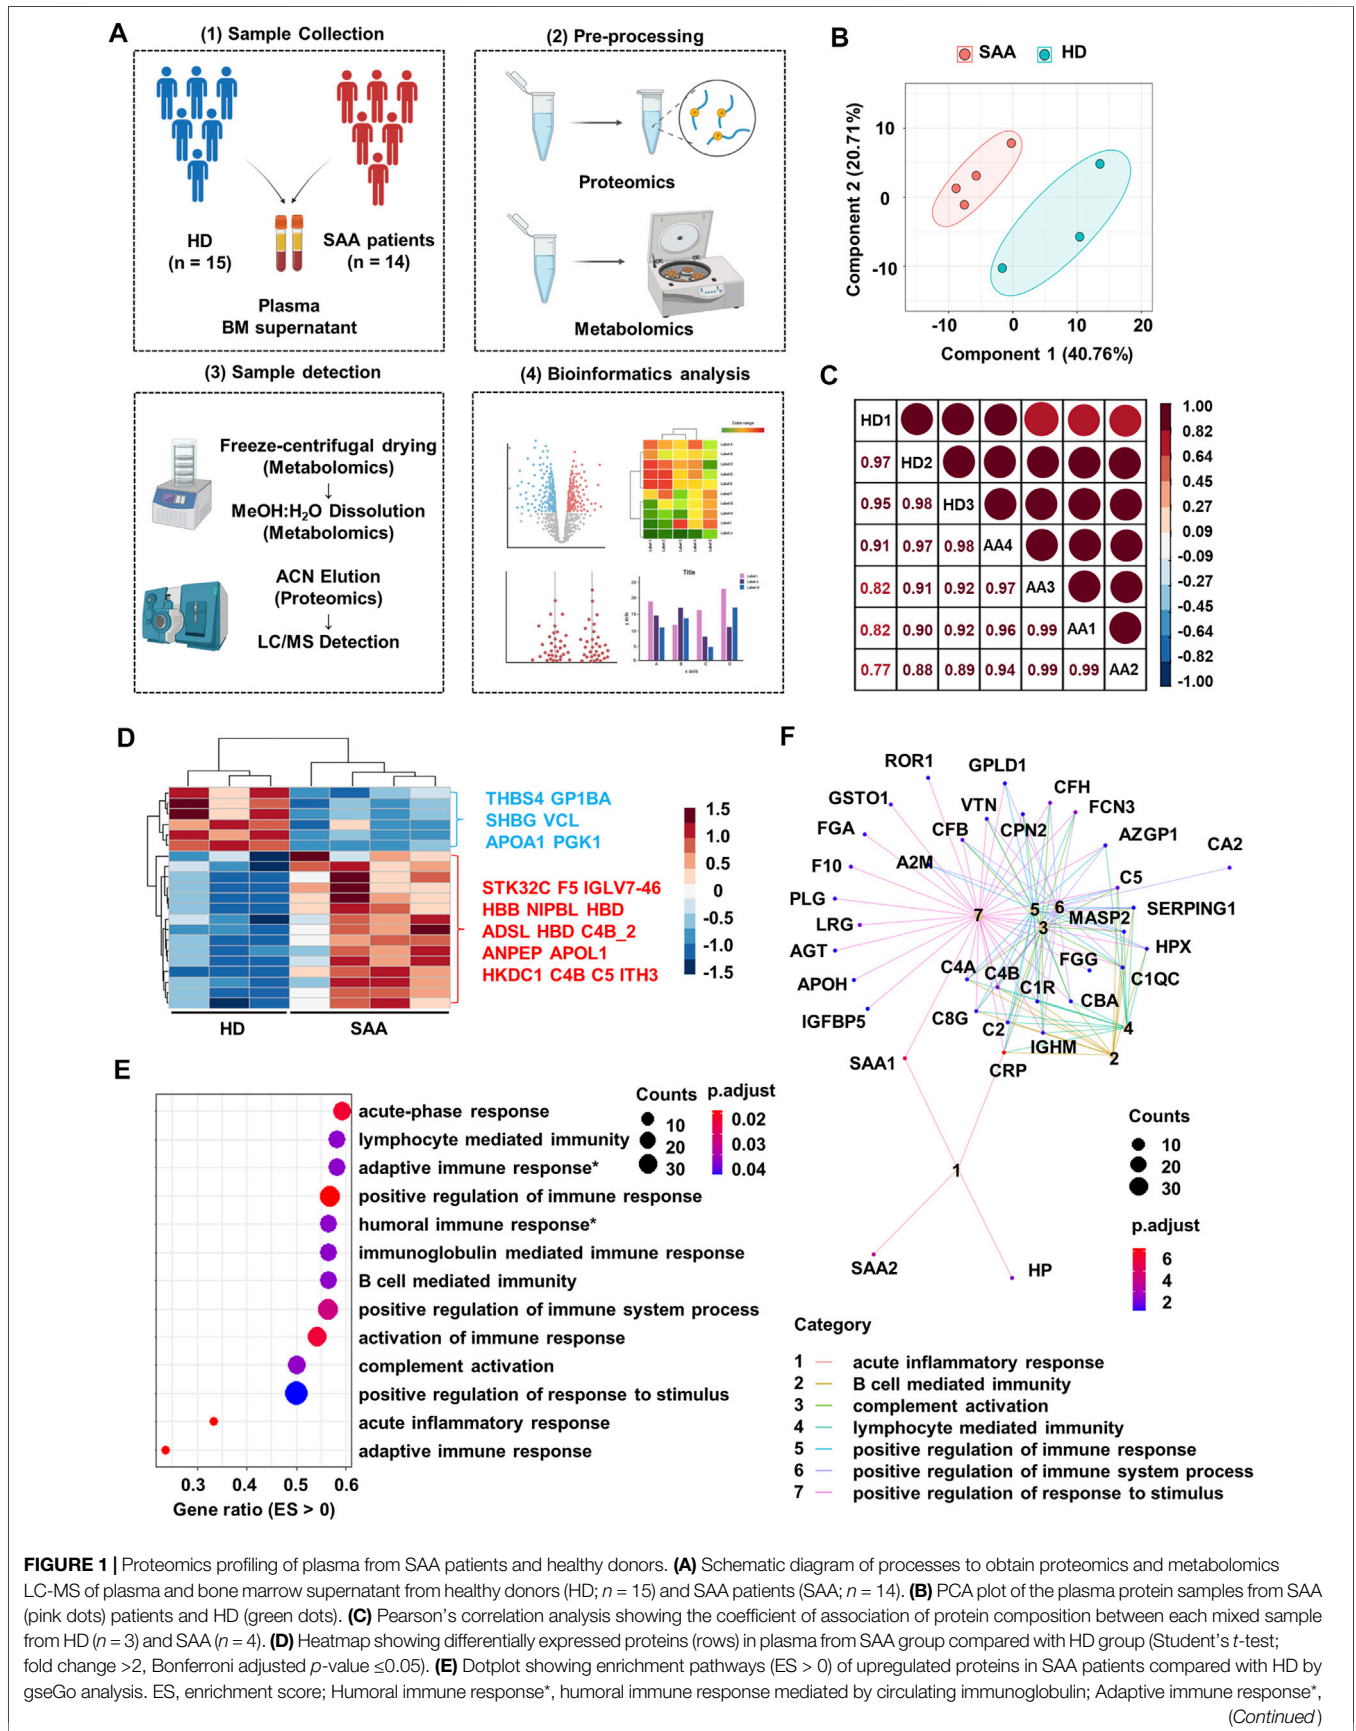 A
(1) Sample Collection
HD
(n = 15)
SAA patients
(n = 14)
Plasma
BM supernatant
(2) Pre-processing
Proteomics
Metabolomics
(3) Sample detection
Freeze-centrifugal drying
(Metabolomics)
↓
MeOH:H₂O Dissolution
(Metabolomics)
ACN Elution
(Proteomics)
↓
LC/MS Detection
(4) Bioinformatics analysis
Color range
Title
y axis
x axis
A B C D
B
SAA HD
Component 2 (20.71%)
10
0
-10
-10 0 10 20
Component 1 (40.76%)
C
HD1
0.97 HD2
0.95 0.98 HD3
0.91 0.97 0.98 AA4
0.82 0.91 0.92 0.97 AA3
0.82 0.90 0.92 0.96 0.99 AA1
0.77 0.88 0.89 0.94 0.99 0.99 AA2
1.00
0.82
0.64
0.45
0.27
0.09
-0.09
-0.27
-0.45
-0.64
-0.82
-1.00
D
THBS4 GP1BA
SHBG VCL
APOA1 PGK1
STK32C F5 IGLV7-46
HBB NIPBL HBD
ADSL HBD C4B_2
ANPEP APOL1
HKDC1 C4B C5 ITH3
HD SAA
1.5
1.0
0.5
0
-0.5
-1.0
-1.5
E
acute-phase response
lymphocyte mediated immunity
adaptive immune response*
positive regulation of immune response
humoral immune response*
immunoglobulin mediated immune response
B cell mediated immunity
positive regulation of immune system process
activation of immune response
complement activation
positive regulation of response to stimulus
acute inflammatory response
adaptive immune response
0.3 0.4 0.5 0.6
Gene ratio (ES > 0)
Counts
10
20
30
p.adjust
0.02
0.03
0.04
F
ROR1
GPLD1
GSTO1
VTN
CFH
FCN3
FGA
CFB
CPN2
AZGP1
F10
A2M
CA2
C5
PLG
7
5
6
3
MASP2
SERPING1
LRG
AGT
HPX
C4A
C4B
FGG
APOH
C1R
C1QC
CBA
IGFBP5
C8G
C2
IGHM
4
2
SAA1
CRP
1
SAA2
HP
Counts
10
20
30
p.adjust
6
4
2
Category
1 acute inflammatory response
2 B cell mediated immunity
3 complement activation
4 lymphocyte mediated immunity
5 positive regulation of immune response
6 positive regulation of immune system process
7 positive regulation of response to stimulus
FIGURE 1 | Proteomics profiling of plasma from SAA patients and healthy donors. (A) Schematic diagram of processes to obtain proteomics and metabolomics
LC-MS of plasma and bone marrow supernatant from healthy donors (HD; n = 15) and SAA patients (SAA; n = 14). (B) PCA plot of the plasma protein samples from SAA
(pink dots) patients and HD (green dots). (C) Pearson's correlation analysis showing the coefficient of association of protein composition between each mixed sample
from HD (n = 3) and SAA (n = 4). (D) Heatmap showing differentially expressed proteins (rows) in plasma from SAA group compared with HD group (Student's t-test;
fold change >2, Bonferroni adjusted p-value ≤0.05). (E) Dotplot showing enrichment pathways (ES > 0) of upregulated proteins in SAA patients compared with HD by
gseGo analysis. ES, enrichment score; Humoral immune response*, humoral immune response mediated by circulating immunoglobulin; Adaptive immune response*,
(Continued)